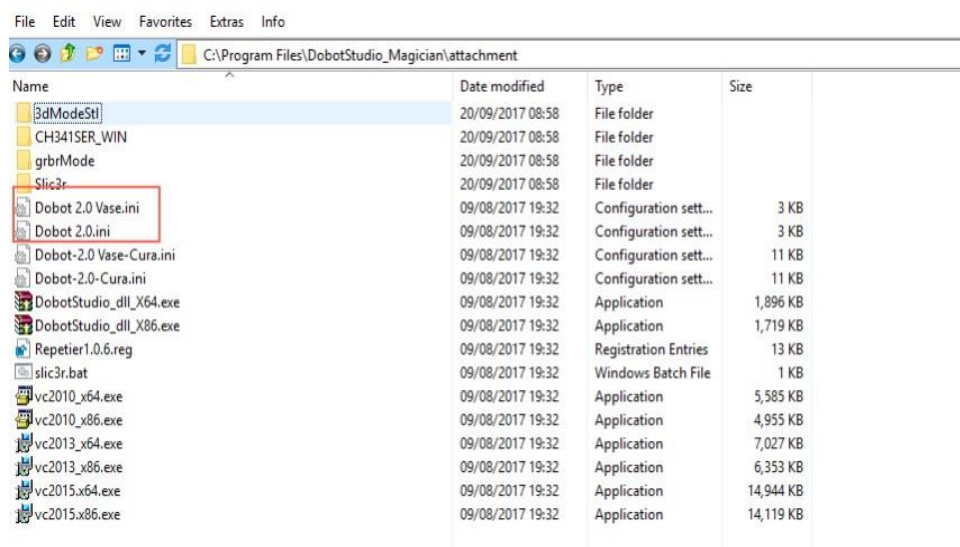 File Edit View Favorites Extras Info
C:\Program Files\DobotStudio_Magician\attachment
Name Date modified Type Size
3dModeStl 20/09/2017 08:58 File folder
CH341SER_WIN 20/09/2017 08:58 File folder
grbrMode 20/09/2017 08:58 File folder
Slic3r 20/09/2017 08:58 File folder
Dobot 2.0 Vase.ini 09/08/2017 19:32 Configuration sett... 3 KB
Dobot 2.0.ini 09/08/2017 19:32 Configuration sett... 3 KB
Dobot-2.0 Vase-Cura.ini 09/08/2017 19:32 Configuration sett... 11 KB
Dobot-2.0-Cura.ini 09/08/2017 19:32 Configuration sett... 11 KB
DobotStudio_dll_X64.exe 09/08/2017 19:32 Application 1,896 KB
DobotStudio_dll_X86.exe 09/08/2017 19:32 Application 1,719 KB
Repetier1.0.6.reg 09/08/2017 19:32 Registration Entries 13 KB
slic3r.bat 09/08/2017 19:32 Windows Batch File 1 KB
vc2010_x64.exe 09/08/2017 19:32 Application 5,585 KB
vc2010_x86.exe 09/08/2017 19:32 Application 4,955 KB
vc2013_x64.exe 09/08/2017 19:32 Application 7,027 KB
vc2013_x86.exe 09/08/2017 19:32 Application 6,353 KB
vc2015.x64.exe 09/08/2017 19:32 Application 14,944 KB
vc2015.x86.exe 09/08/2017 19:32 Application 14,119 KB